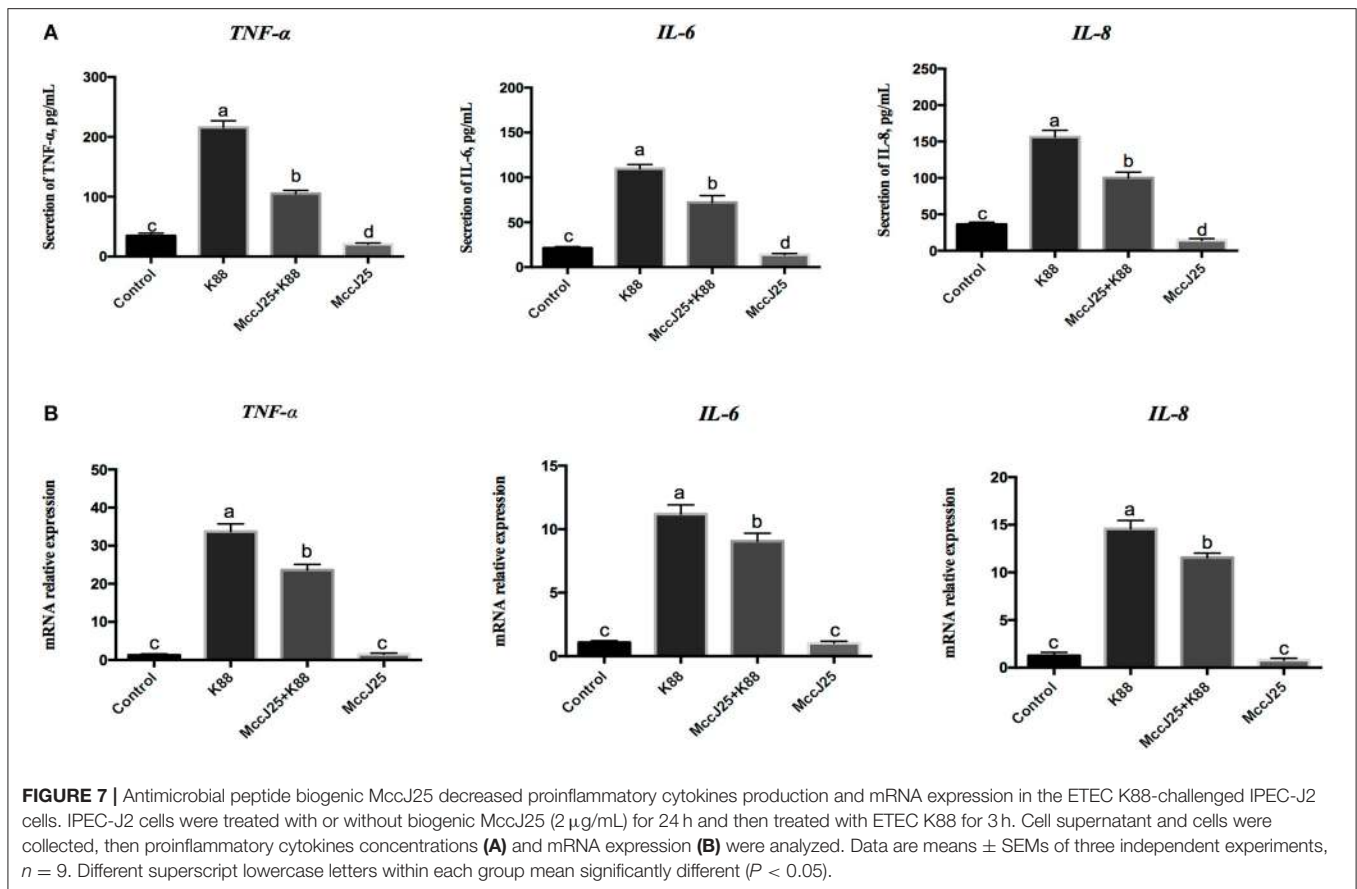 A
TNF-α
IL-6
IL-8
Secretion of TNF-α, pg/mL
300
200
100
0
c
a
b
d
Control
K88
MccJ25+K88
MccJ25
Secretion of IL-6, pg/mL
200
150
100
50
0
c
a
b
d
Control
K88
MccJ25+K88
MccJ25
Secretion of IL-8, pg/mL
250
200
150
100
50
0
c
a
b
d
Control
K88
MccJ25+K88
MccJ25
B
TNF-α
IL-6
IL-8
mRNA relative expression
50
40
30
20
10
0
c
a
b
c
Control
K88
MccJ25+K88
MccJ25
mRNA relative expression
15
10
5
0
c
a
b
c
Control
K88
MccJ25+K88
MccJ25
mRNA relative expression
20
15
10
5
0
c
a
b
c
Control
K88
MccJ25+K88
MccJ25
FIGURE 7 | Antimicrobial peptide biogenic MccJ25 decreased proinflammatory cytokines production and mRNA expression in the ETEC K88-challenged IPEC-J2
cells. IPEC-J2 cells were treated with or without biogenic MccJ25 (2 μg/mL) for 24 h and then treated with ETEC K88 for 3 h. Cell supernatant and cells were
collected, then proinflammatory cytokines concentrations (A) and mRNA expression (B) were analyzed. Data are means ± SEMs of three independent experiments,
n = 9. Different superscript lowercase letters within each group mean significantly different (P < 0.05).